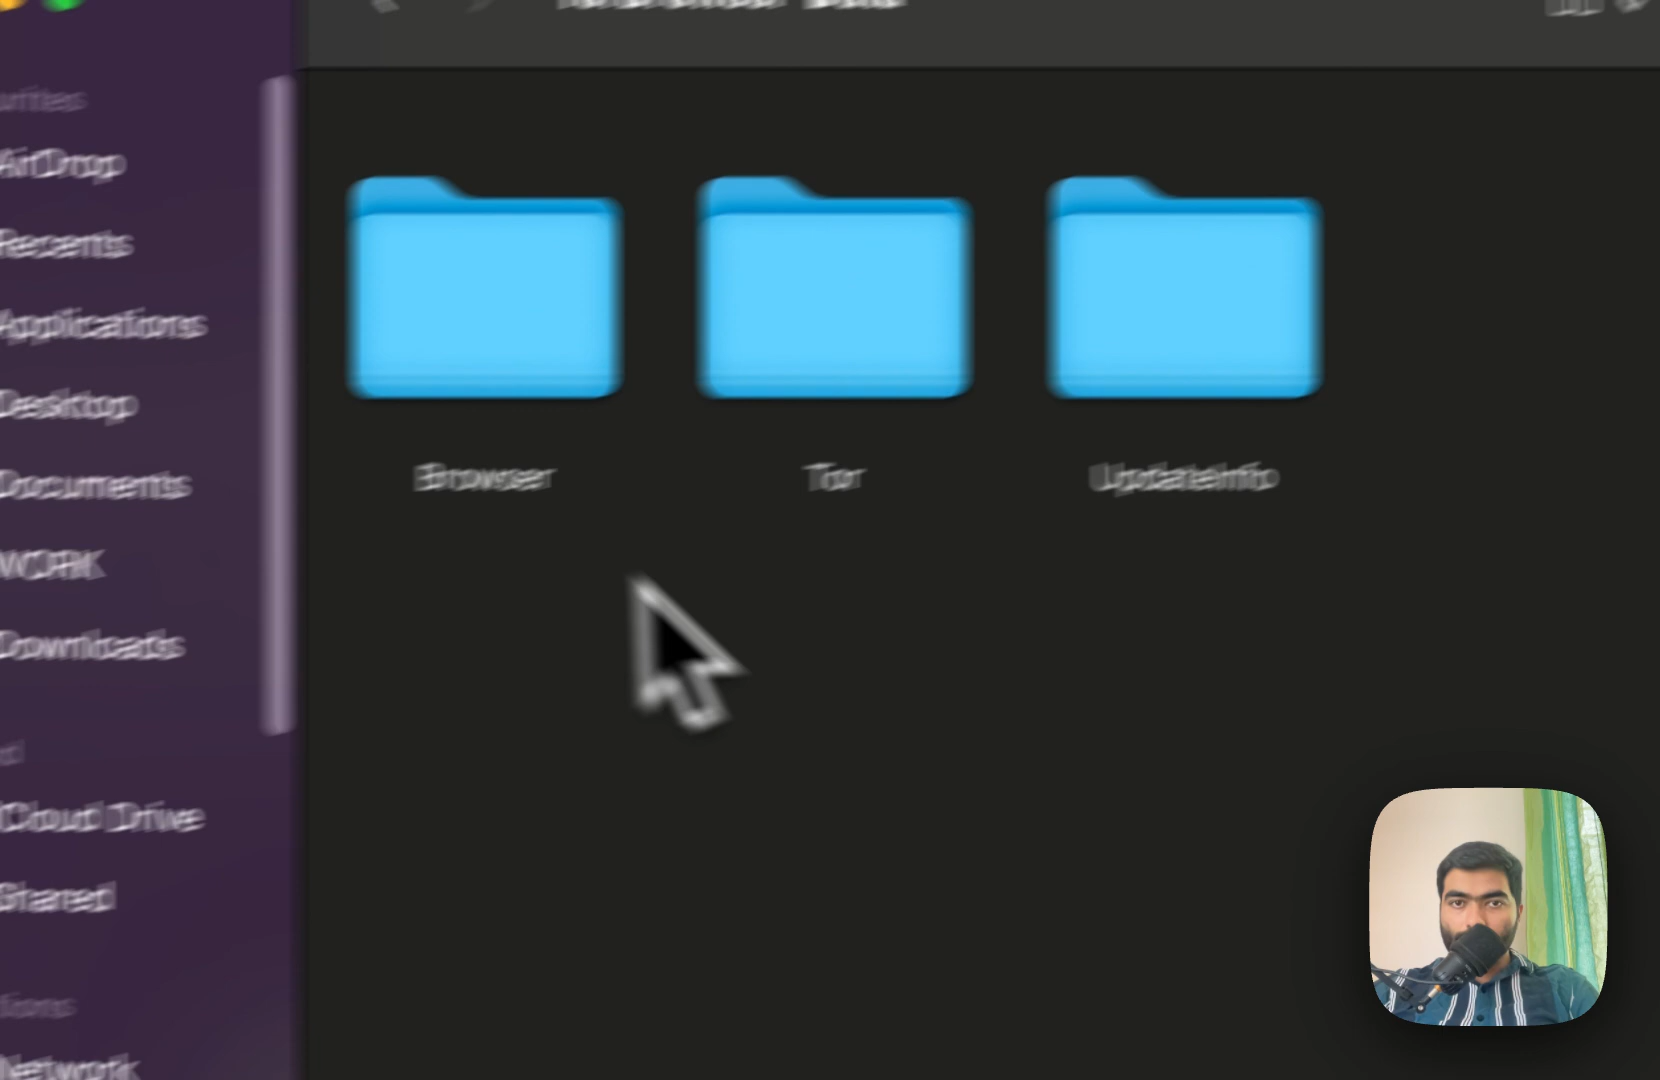 AirDrop
Recents
Applications
Desktop
Documents
WORK
Downloads
iCloud Drive
Shared
Network
Browser
Tor
UpdateInfo